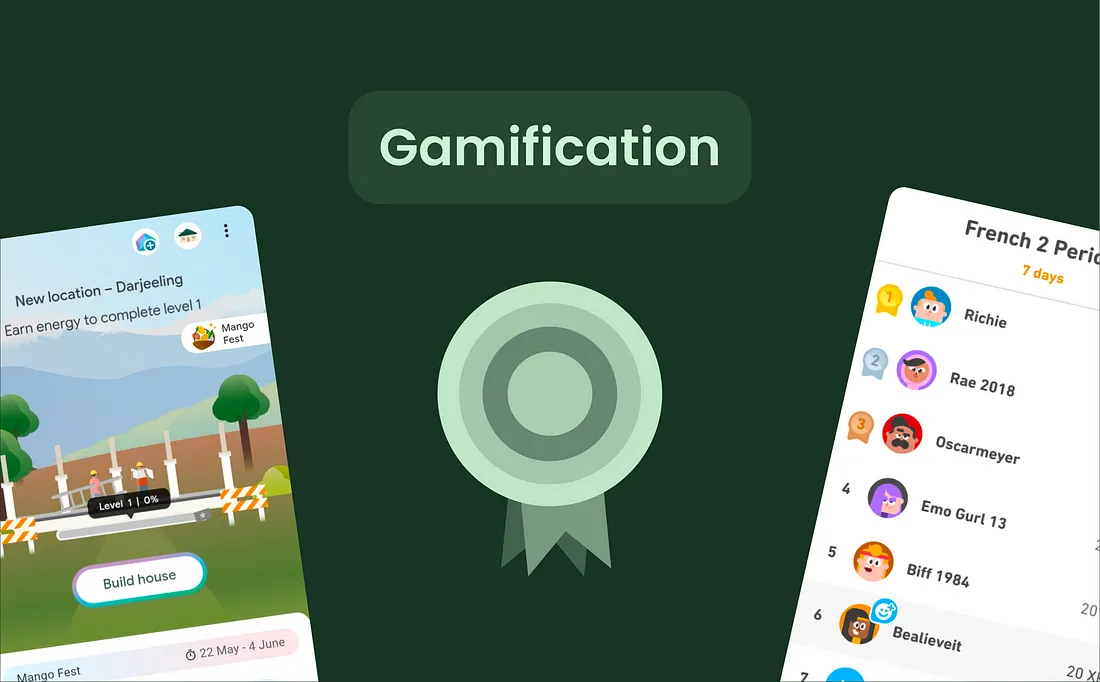 Gamification
New location – Darjeeling
Earn energy to complete level 1
Mango
Fest
Level 1 | 0%
Build house
Mango Fest
22 May - 4 June
French 2
7 days
1
Richie
2
Rae 2018
3
Oscarmeyer
4
Emo Gurl 13
5
Biff 1984
20
6
Bealieveit
20
7